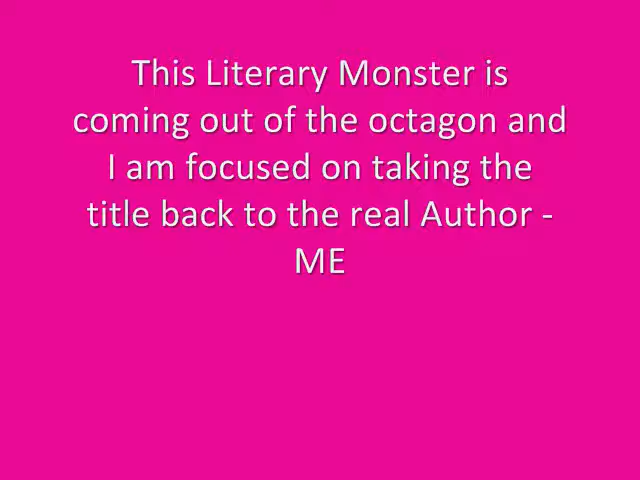 This Literary Monster is
coming out of the octagon and
I am focused on taking the
title back to the real Author -
ME